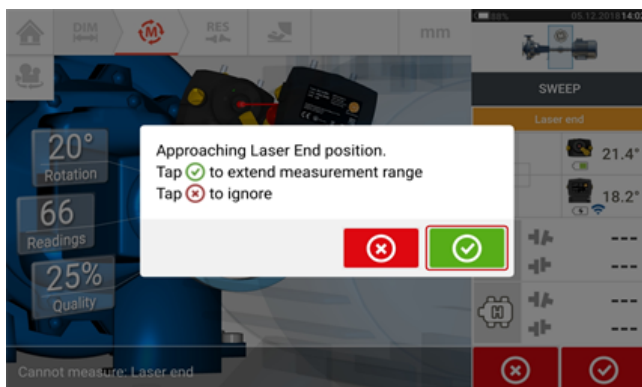 88%
05.12.2018 14:02
DIM
M
RES
mm
SWEEP
Laser end
20°
Rotation
66
Readings
25%
Quality
Approaching Laser End position.
Tap to extend measurement range
Tap to ignore
21.4°
18.2°
---
---
---
---
Cannot measure: Laser end